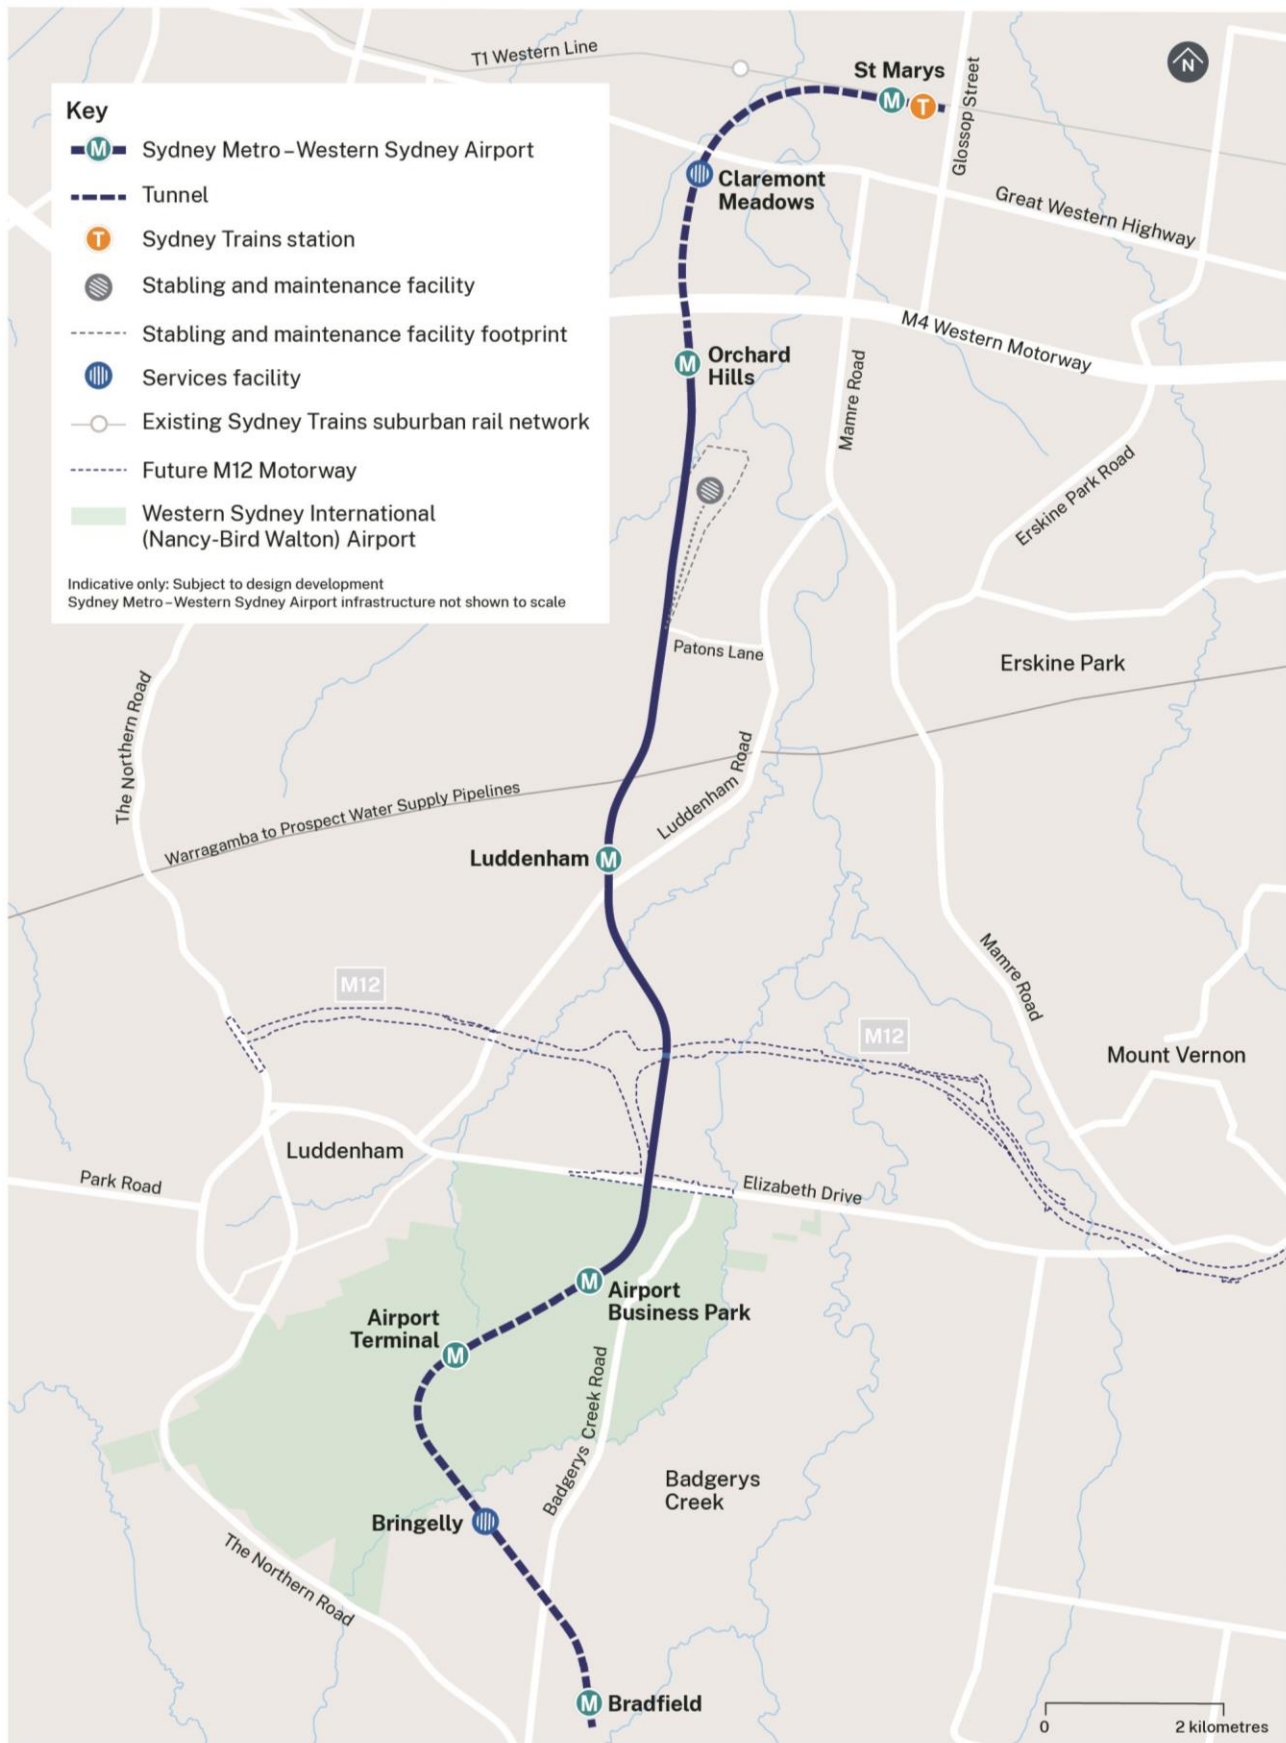 T1 Western Line
St Marys
N
M
T
Glossop Street
Key
M Sydney Metro – Western Sydney Airport
Tunnel
T Sydney Trains station
Stabling and maintenance facility
Stabling and maintenance facility footprint
Services facility
Existing Sydney Trains suburban rail network
Future M12 Motorway
Western Sydney International
(Nancy-Bird Walton) Airport
Indicative only: Subject to design development
Sydney Metro – Western Sydney Airport infrastructure not shown to scale
Claremont
Meadows
Great Western Highway
M4 Western Motorway
M
Orchard
Hills
Mamre Road
Erskine Park Road
Patons Lane
Erskine Park
The Northern Road
Warragamba to Prospect Water Supply Pipelines
Luddenham Road
Luddenham
M
Mamre Road
M12
M12
Mount Vernon
Luddenham
Park Road
Elizabeth Drive
M
Airport
Business Park
Airport
Terminal
M
Badgerys Creek Road
Badgerys
Creek
Bringelly
The Northern Road
M
Bradfield
0
2 kilometres